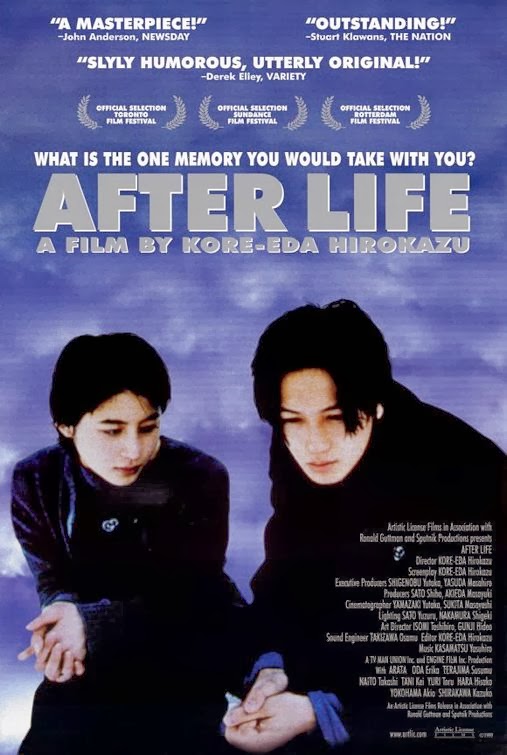 "A MASTERPIECE!"
–John Anderson, NEWSDAY
"OUTSTANDING!"
–Stuart Klawans, THE NATION
"SLYLY HUMOROUS, UTTERLY ORIGINAL!"
–Derek Elley, VARIETY
OFFICIAL SELECTION
TORONTO
FILM FESTIVAL
OFFICIAL SELECTION
SUNDANCE
FILM FESTIVAL
OFFICIAL SELECTION
ROTTERDAM
FILM FESTIVAL
WHAT IS THE ONE MEMORY YOU WOULD TAKE WITH YOU?
AFTER LIFE
A FILM BY KORE-EDA HIROKAZU
Artistic License Films in Association with
Ronald Guttman and Sputnik Productions presents
AFTER LIFE
Director KORE-EDA Hirokazu
Screenplay KORE-EDA Hirokazu
Executive Producers SHIGENOBU Yutaka, YASUDA Masahiro
Producers SATO Shiho, AKIEDA Masayuki
Cinematographer YAMAZAKI Yutaka, SUKITA Masayoshi
Lighting SATO Yuzuru, NAKAMURA Shigeki
Art Director ISOMI Toshihiro, GUNJI Hideo
Sound Engineer TAKIZAWA Osamu Editor KORE-EDA Hirokazu
Music KASAMATSU Yasuhiro
A TV MAN UNION Inc. and ENGINE FILM Inc. Production
With ARATA ODA Erika TERAJIMA Susumu
NAITO Takashi TANI Kei YURI Toru HARA Hisako
YOKOHAMA Akio SHIRAKAWA Kazuko
An Artistic License Films Release in Association with
Ronald Guttman and Sputnik Productions
www.artlic.com
Artistic License
FILMS
©1999